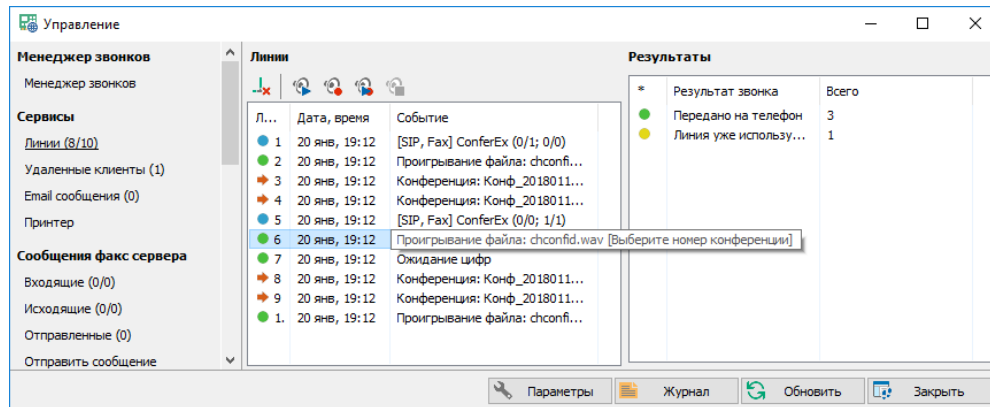 Управление
Менеджер звонков
Менеджер звонков
Сервисы
Линии (8/10)
Удаленные клиенты (1)
Email сообщения (0)
Принтер
Сообщения факс сервера
Входящие (0/0)
Исходящие (0/0)
Отправленные (0)
Отправить сообщение
Линии
Л... Дата, время Событие
1 20 янв, 19:12 [SIP, Fax] ConferEx (0/1; 0/0)
2 20 янв, 19:12 Проигрывание файла: chconfi...
3 20 янв, 19:12 Конференция: Конф_2018011...
4 20 янв, 19:12 Конференция: Конф_2018011...
5 20 янв, 19:12 [SIP, Fax] ConferEx (0/0; 1/1)
6 20 янв, 19:12 Проигрывание файла: chconfid.wav [Выберите номер конференции]
7 20 янв, 19:12 Ожидание цифр
8 20 янв, 19:12 Конференция: Конф_2018011...
9 20 янв, 19:12 Конференция: Конф_2018011...
1. 20 янв, 19:12 Проигрывание файла: chconfi...
Результаты
* Результат звонка Всего
Передано на телефон 3
Линия уже использу... 1
Параметры Журнал Обновить Закрыть